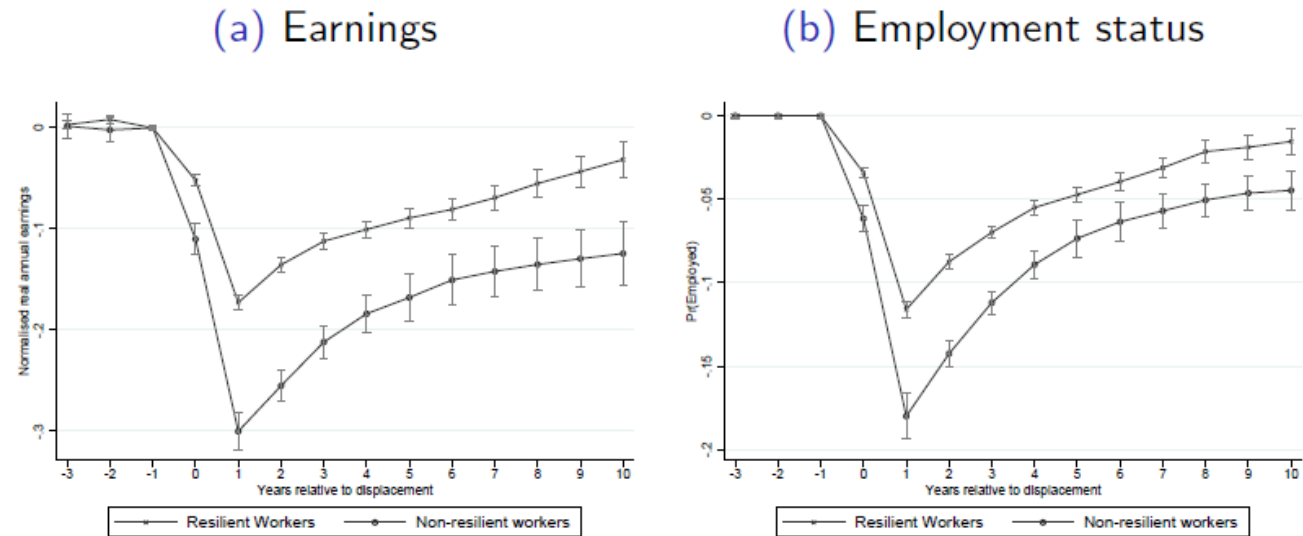 (a) Earnings
(b) Employment status
Normalised real annual earnings
0
-.1
-.2
-.3
-3 -2 -1 0 1 2 3 4 5 6 7 8 9 10
Years relative to displacement
Resilient Workers
Non-resilient workers
Pr(Employed)
0
-.05
-.1
-.15
-.2
-3 -2 -1 0 1 2 3 4 5 6 7 8 9 10
Years relative to displacement
Resilient Workers
Non-resilient workers